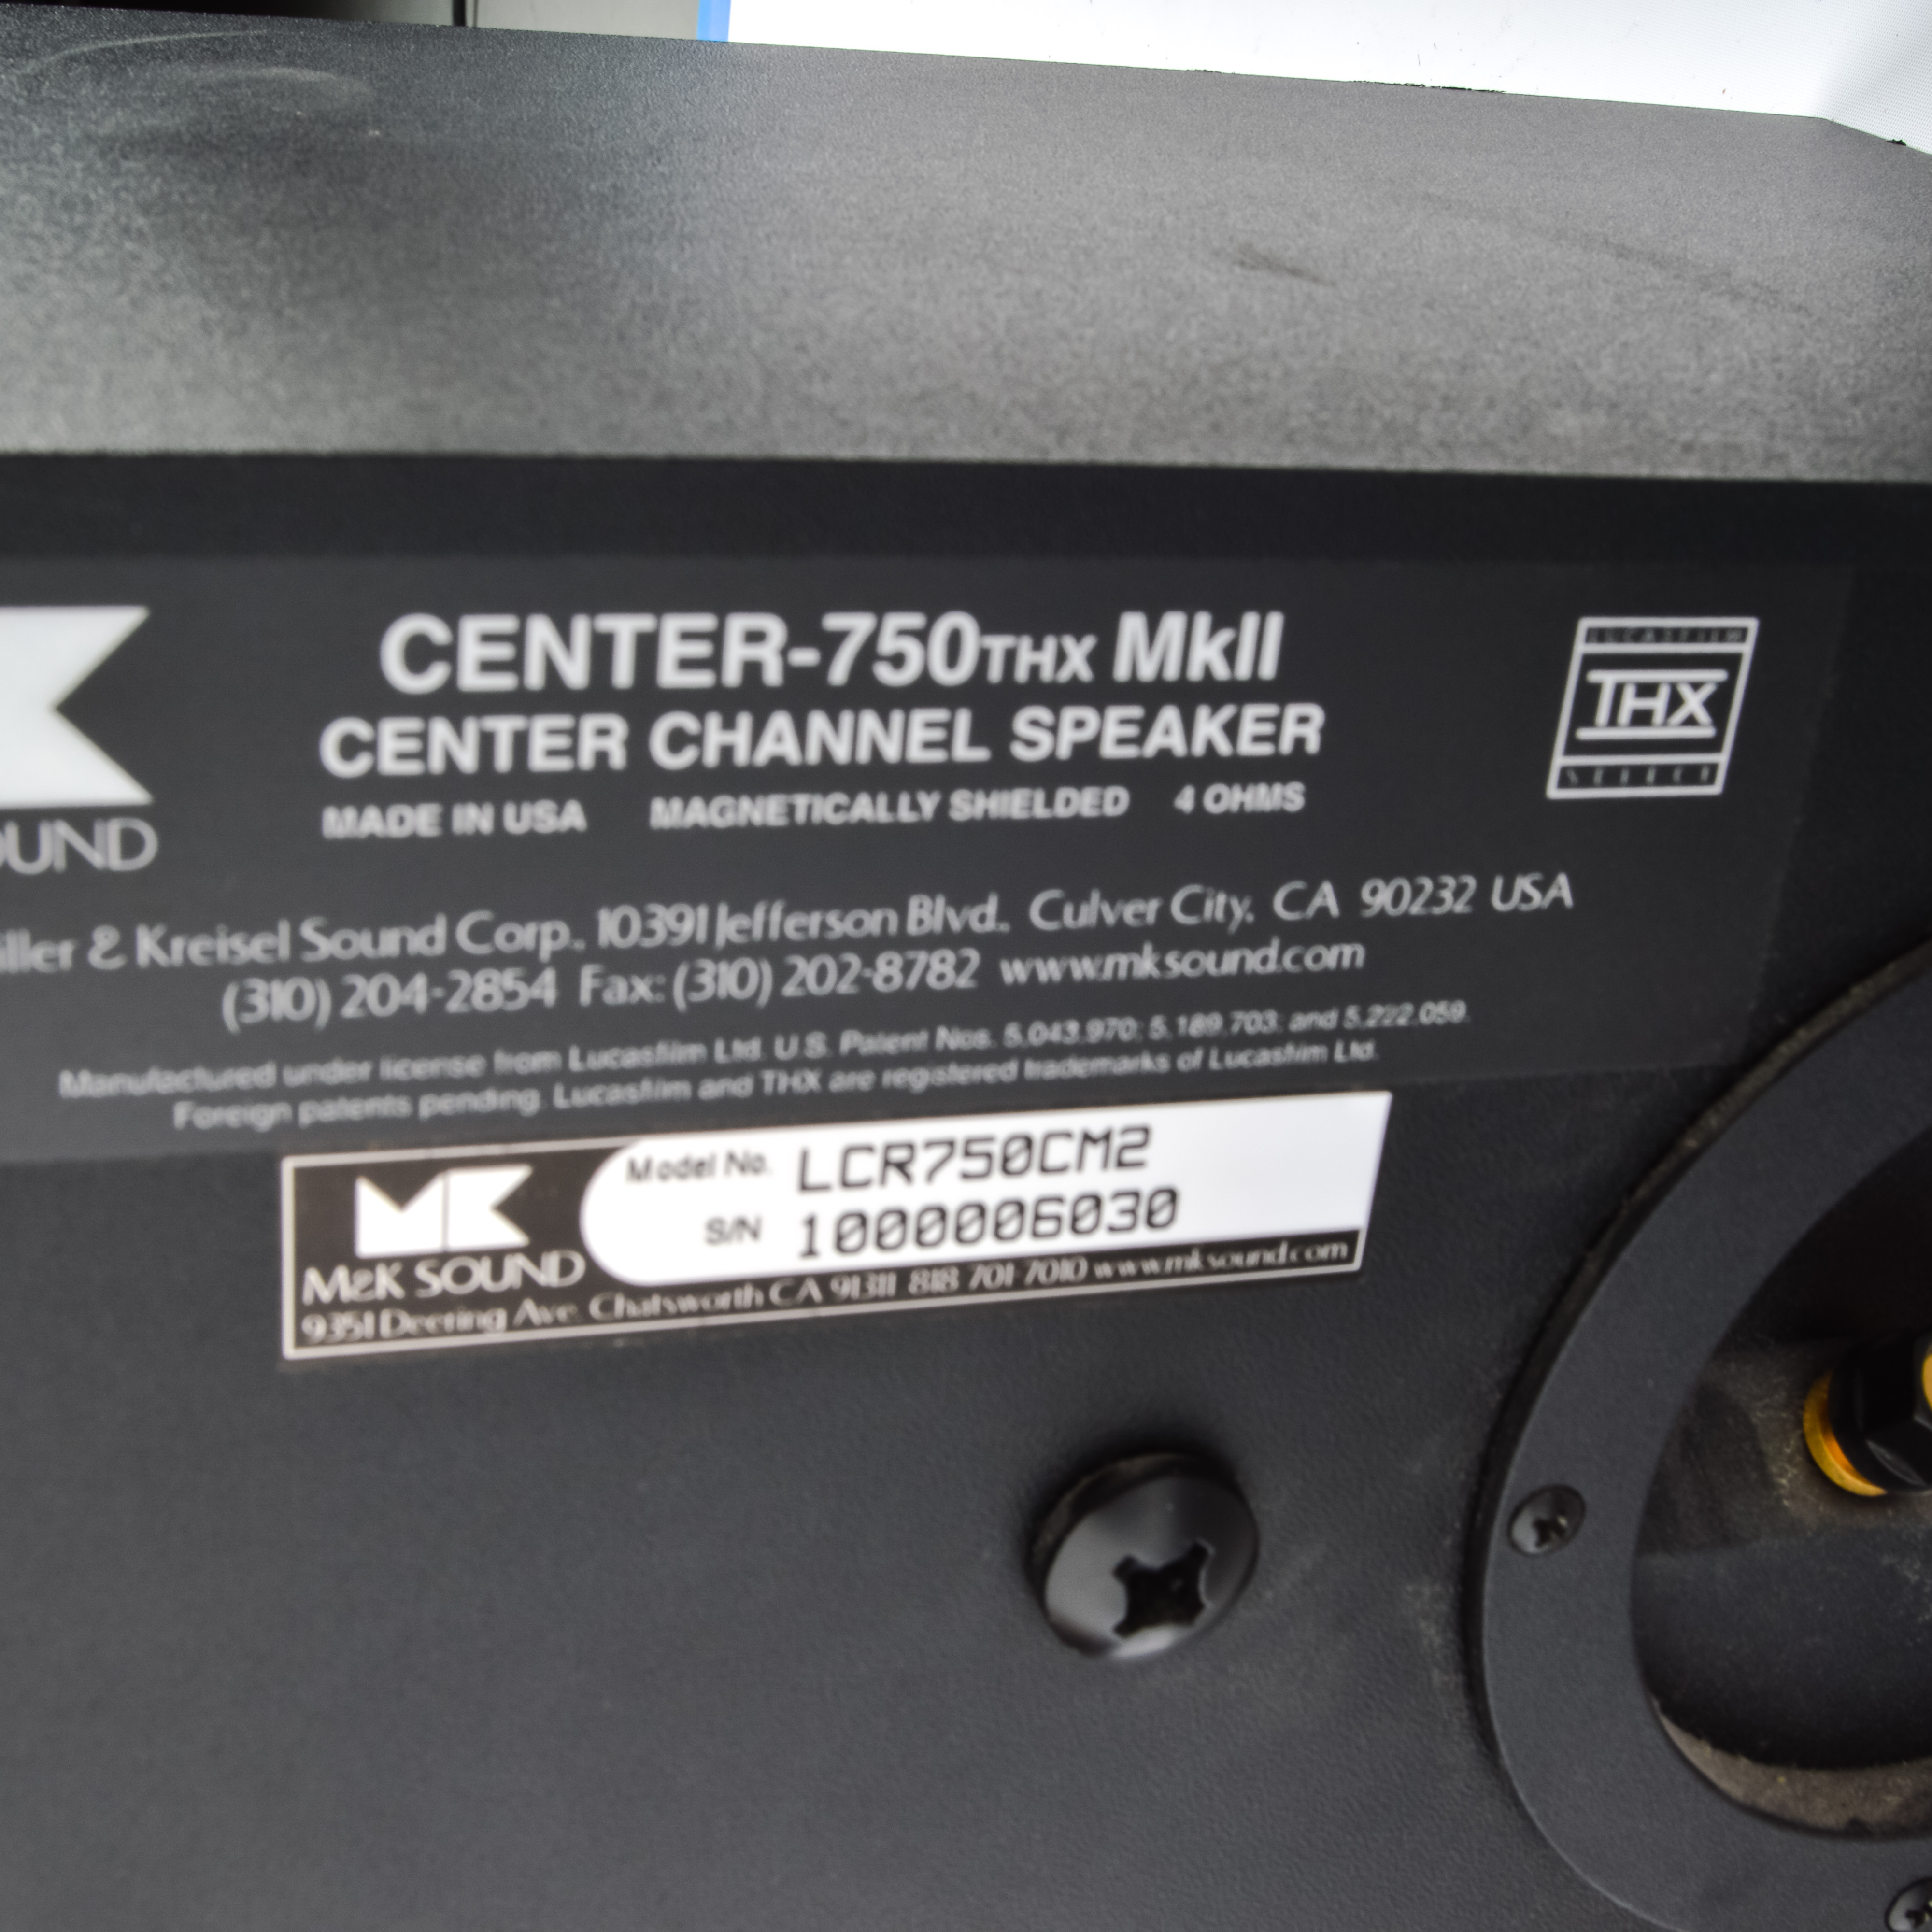 CENTER-750THX MkII
CENTER CHANNEL SPEAKER
MADE IN USA MAGNETICALLY SHIELDED 4 OHMS
LUCASFILM
THX
SELECT
OUND
iller & Kreisel Sound Corp., 10391 Jefferson Blvd., Culver City, CA 90232 USA
(310) 204-2854 Fax: (310) 202-8782 www.mksound.com
Manufactured under license from Lucasfilm Ltd. U.S. Patent Nos. 5,043,970; 5,189,703; and 5,222,059.
Foreign patents pending. Lucasfilm and THX are registered trademarks of Lucasfilm Ltd.
MK
M&K SOUND
Model No. LCR750CM2
S/N 1000006030
9351 Deering Ave. Chatsworth CA 91311 818 701-7010 www.mksound.com